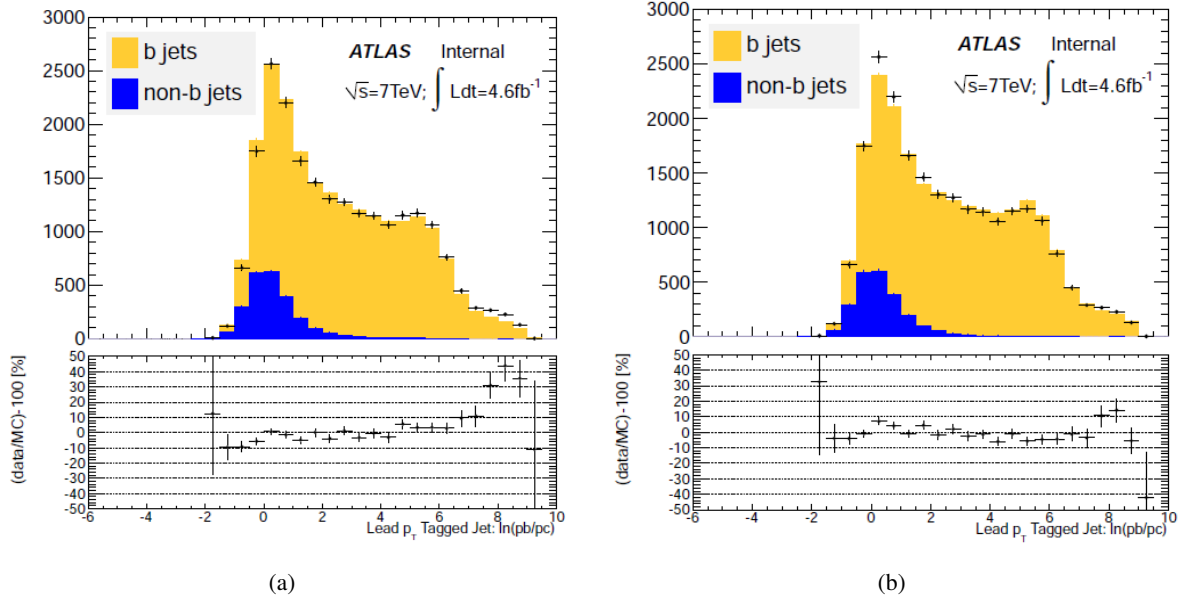 3000
2500
2000
1500
1000
500
0
b jets
non-b jets
ATLAS Internal
√s=7TeV; ∫ Ldt=4.6fb⁻¹
50
40
30
20
10
0
-10
-20
-30
-40
-50
(data/MC)-100 [%]
-6 -4 -2 0 2 4 6 8 10
Lead p_T Tagged Jet: ln(pb/pc)
(a)
3000
2500
2000
1500
1000
500
0
b jets
non-b jets
ATLAS Internal
√s=7TeV; ∫ Ldt=4.6fb⁻¹
50
40
30
20
10
0
-10
-20
-30
-40
-50
(data/MC)-100 [%]
-6 -4 -2 0 2 4 6 8 10
Lead p_T Tagged Jet: ln(pb/pc)
(b)